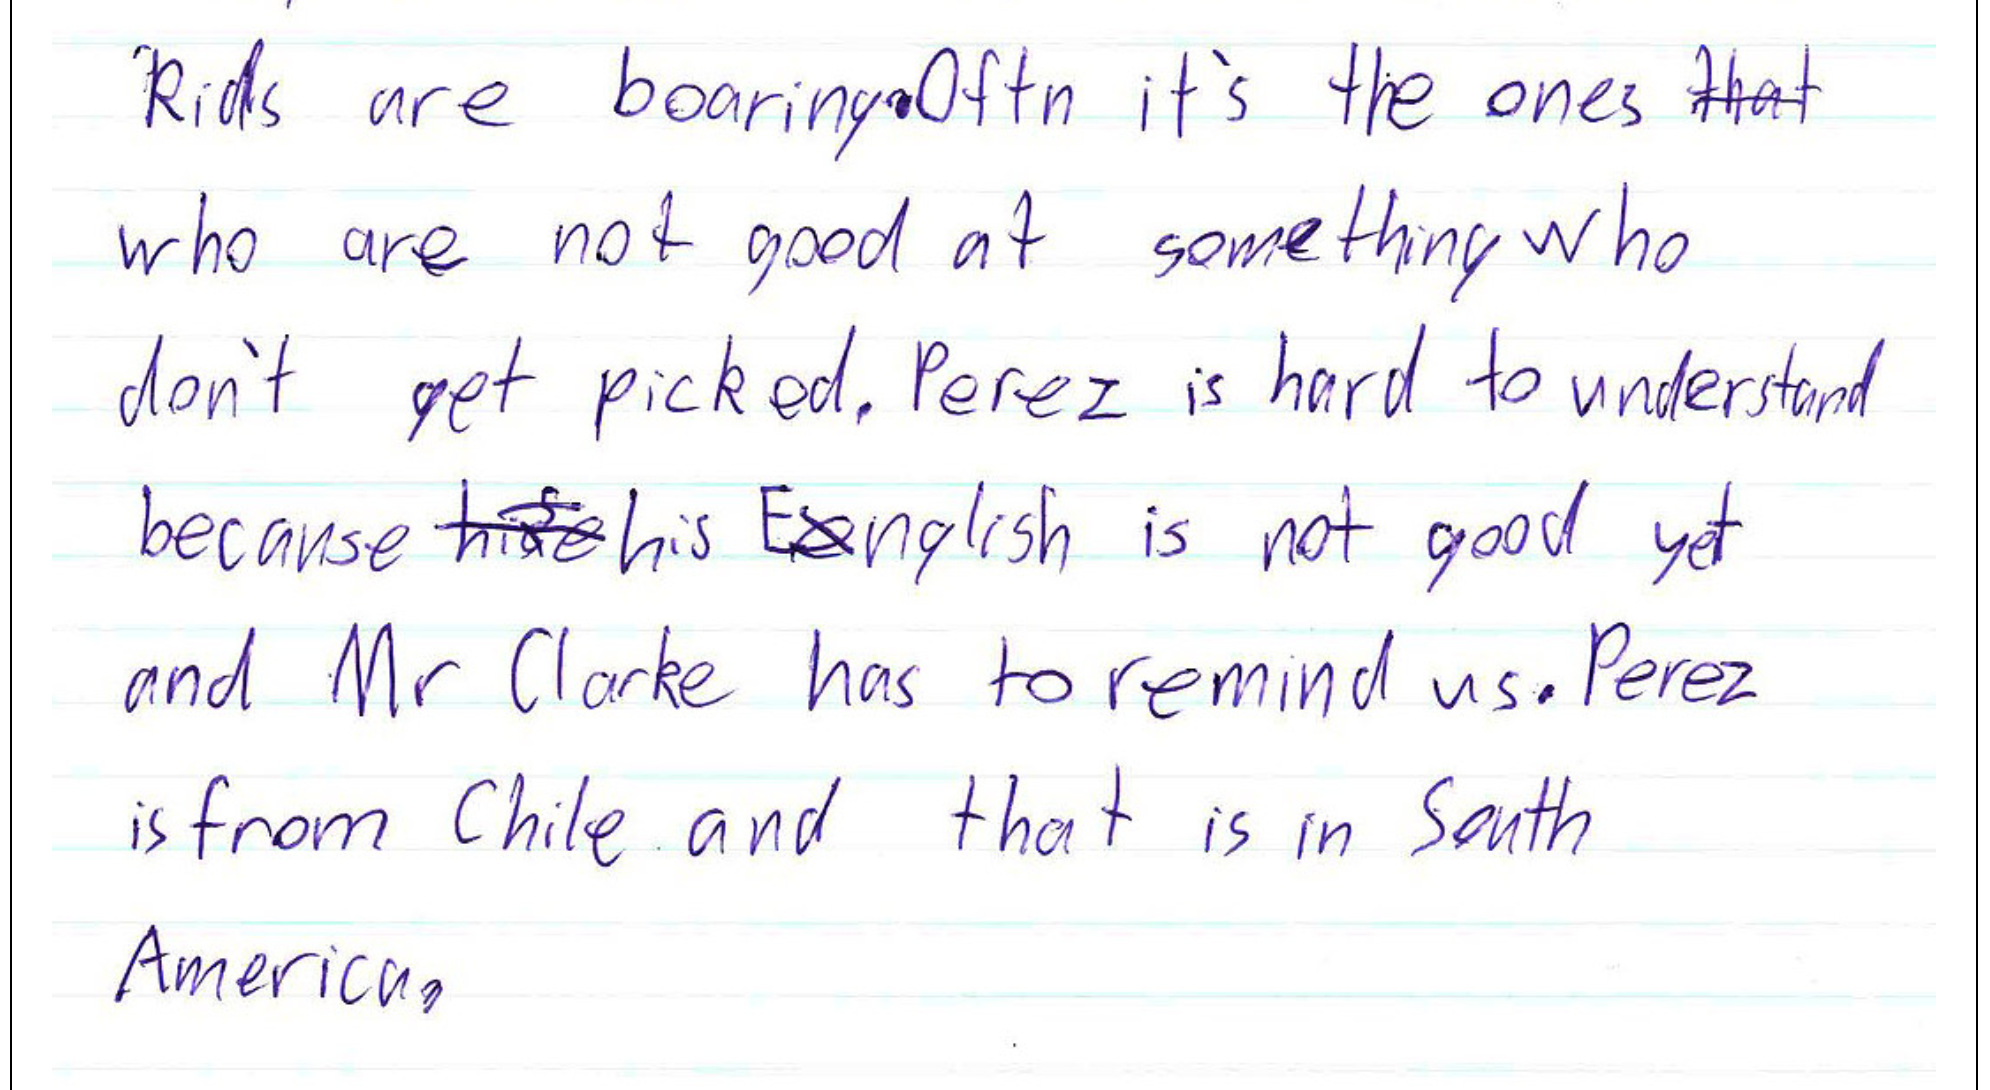 Kids are boaring. Oftn it's the ones that
who are not good at something who
don't get picked. Perez is hard to understand
because his English is not good yet
and Mr Clarke has to remind us. Perez
is from Chile and that is in South
America.